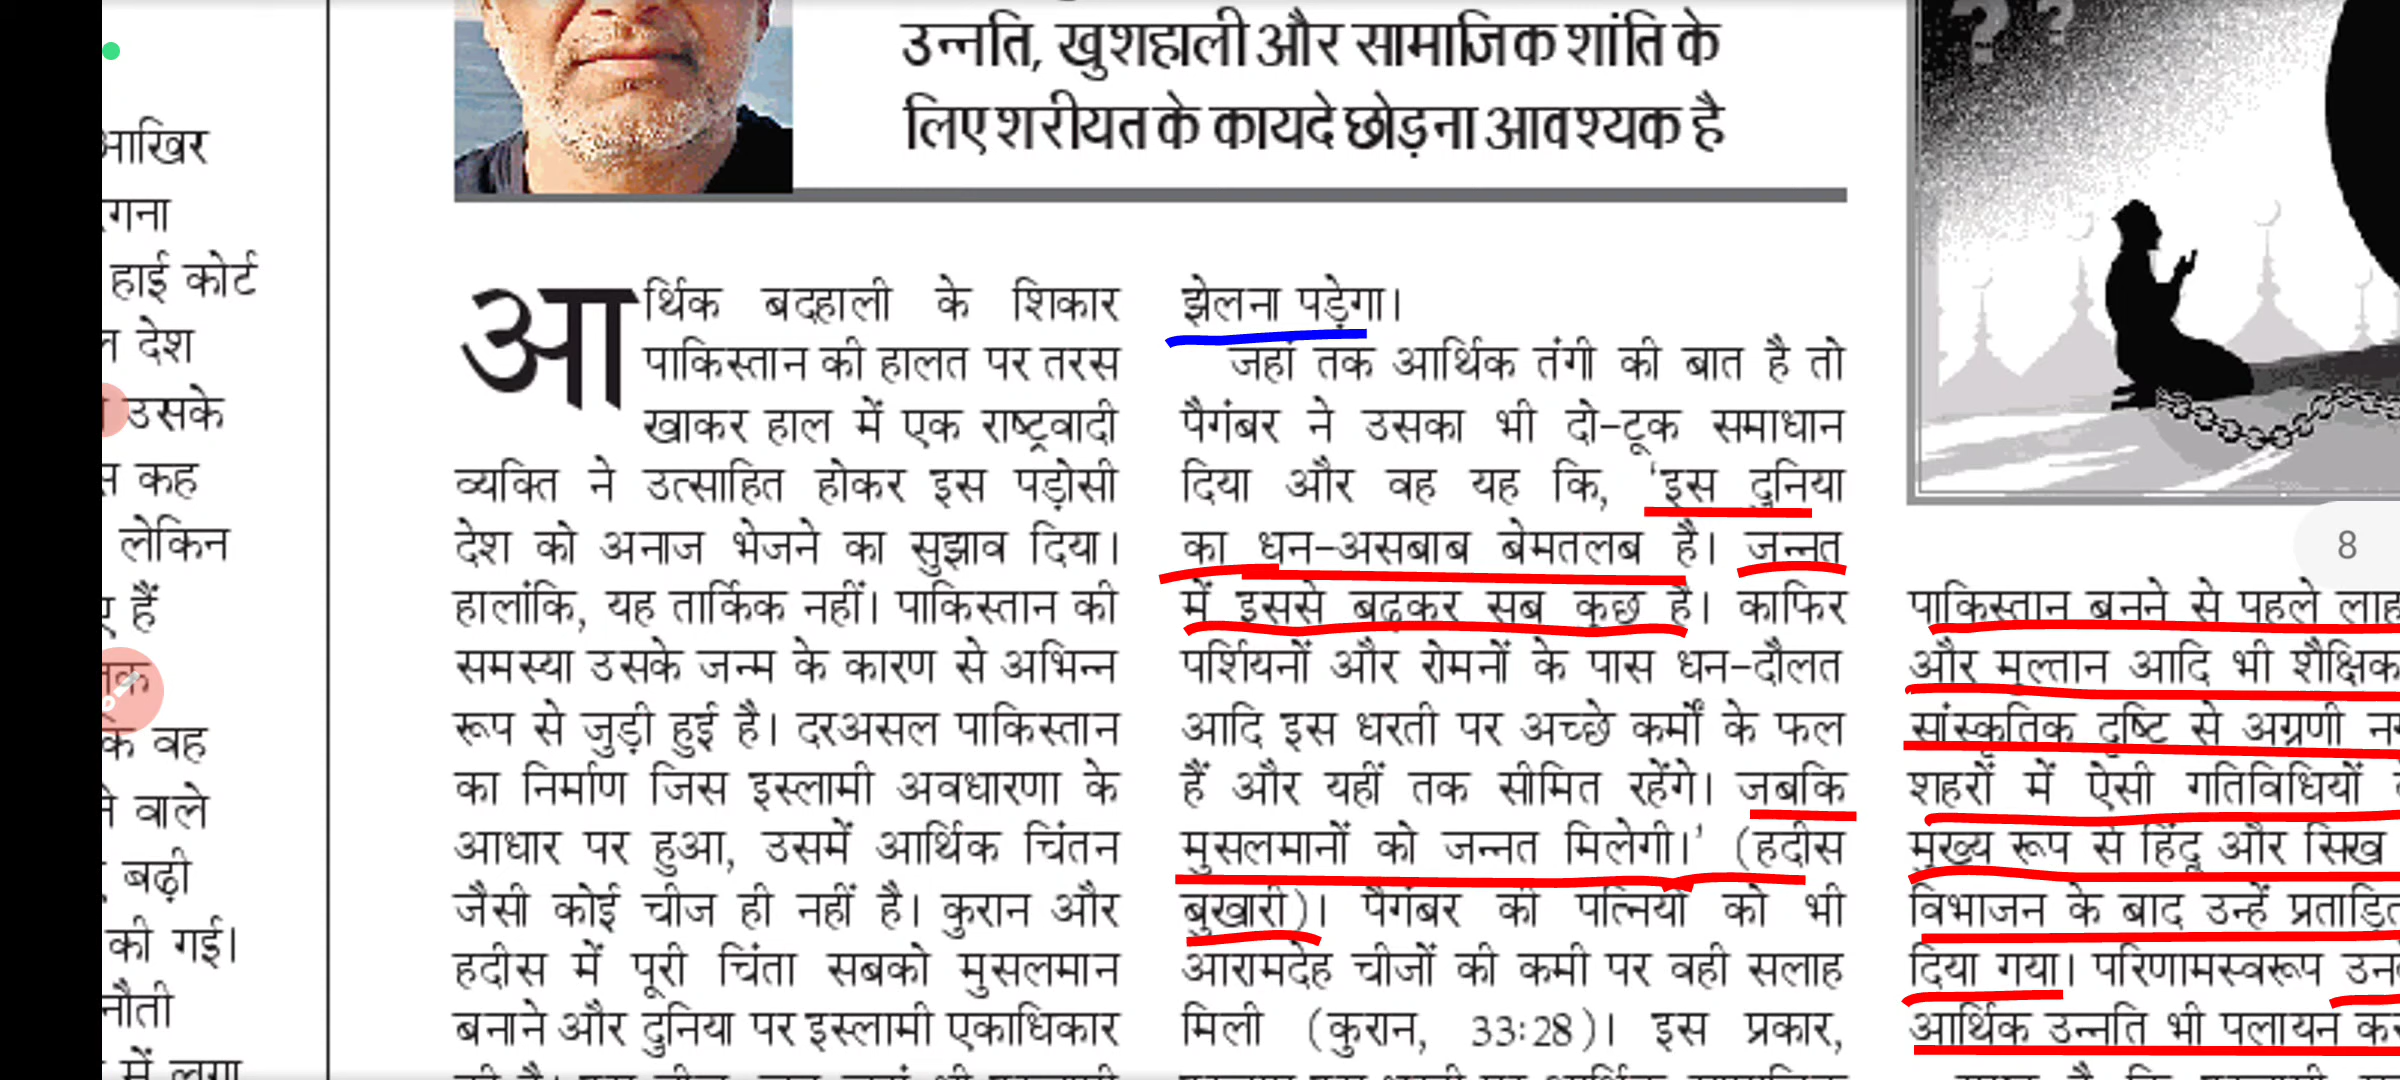 उन्नति, खुशहाली और सामाजिक शांति के
लिए शरीयत के कायदे छोड़ना आवश्यक है
आखिर
हाई कोर्ट
देश
उसके
कह
लेकिन
हैं
वह
वाले
बढ़ी
की गई।
में लगा
आर्थिक बदहाली के शिकार
पाकिस्तान की हालत पर तरस
खाकर हाल में एक राष्ट्रवादी
व्यक्ति ने उत्साहित होकर इस पड़ोसी
देश को अनाज भेजने का सुझाव दिया।
हालांकि, यह तार्किक नहीं। पाकिस्तान की
समस्या उसके जन्म के कारण से अभिन्न
रूप से जुड़ी हुई है। दरअसल पाकिस्तान
का निर्माण जिस इस्लामी अवधारणा के
आधार पर हुआ, उसमें आर्थिक चिंतन
जैसी कोई चीज ही नहीं है। कुरान और
हदीस में पूरी चिंता सबको मुसलमान
बनाने और दुनिया पर इस्लामी एकाधिकार
झेलना पड़ेगा।
जहां तक आर्थिक तंगी की बात है तो
पैगंबर ने उसका भी दो-टूक समाधान
दिया और वह यह कि, 'इस दुनिया
का धन-असबाब बेमतलब है। जन्नत
में इससे बढ़कर सब कुछ है। काफिर
पर्शियनों और रोमनों के पास धन-दौलत
आदि इस धरती पर अच्छे कर्मों के फल
हैं और यहीं तक सीमित रहेंगे। जबकि
मुसलमानों को जन्नत मिलेगी।' (हदीस
बुखारी)। पैगंबर की पत्नियों को भी
आरामदेह चीजों की कमी पर वही सलाह
मिली (कुरान, 33:28)। इस प्रकार,
8
पाकिस्तान बनने से पहले
और मुल्तान आदि भी
सांस्कृतिक दृष्टि से अग्रणी
शहरों में ऐसी गतिविधियों
मुख्य रूप से हिंदू और सिख
विभाजन के बाद उन्हें
दिया गया। परिणामस्वरूप
आर्थिक उन्नति भी पलायन